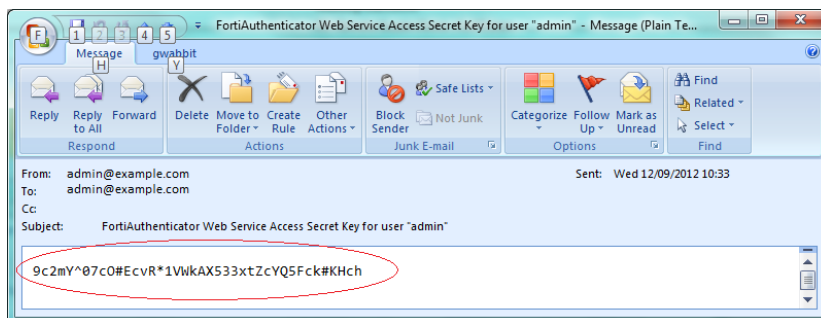 FortiAuthenticator Web Service Access Secret Key for user "admin" - Message (Plain Te...
F 1 2 3 4 5
Message gwabbit
H Y
Reply Reply to All Forward
Delete Move to Folder Create Rule Other Actions
Block Sender Safe Lists Not Junk
Categorize Follow Up Mark as Unread
Find Related Select
Respond Actions Junk E-mail Options Find
From: admin@example.com Sent: Wed 12/09/2012 10:33
To: admin@example.com
Cc:
Subject: FortiAuthenticator Web Service Access Secret Key for user "admin"
9c2mY^07cO#EcvR*1VWkAX533xtZcYQ5Fck#KHch